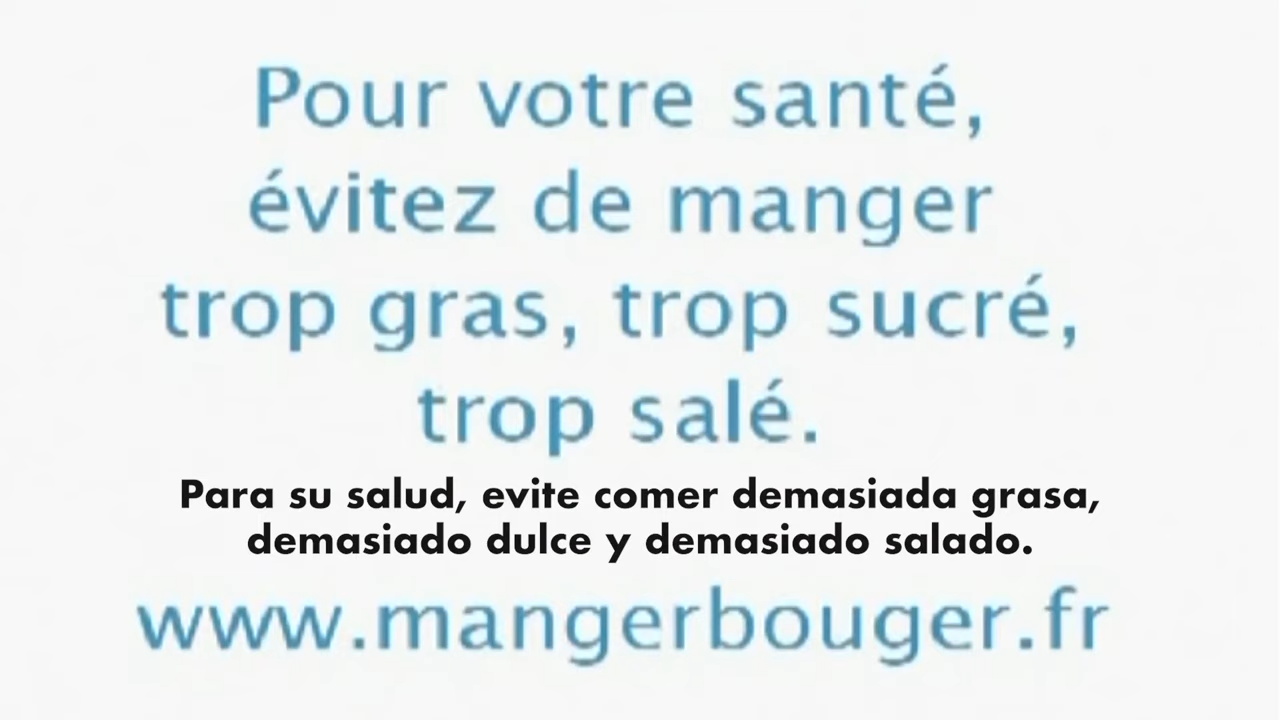 Pour votre santé,
évitez de manger
trop gras, trop sucré,
trop salé.
Para su salud, evite comer demasiada grasa,
demasiado dulce y demasiado salado.
www.mangerbouger.fr